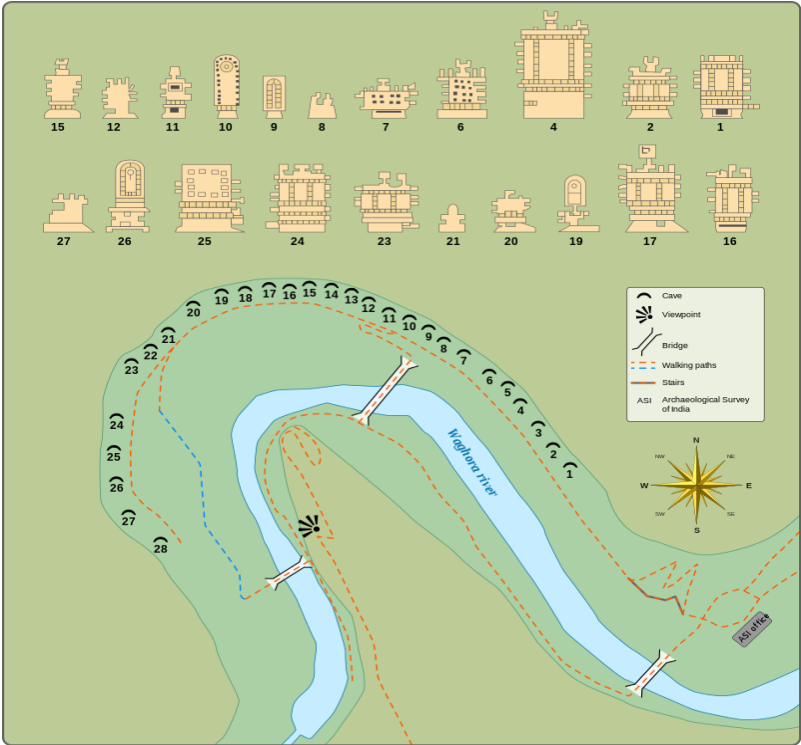 15 12 11 10 9 8 7 6 4 2 1
27 26 25 24 23 21 20 19 17 16
20 19 18 17 16 15 14 13 12 11 10 9 8 7 6 5 4 3 2 1
21
22
23
24
25
26
27
28
Waghora river
ASI office
Cave
Viewpoint
Bridge
Walking paths
Stairs
ASI Archaeological Survey
of India
N
NW NE
W E
SW SE
S